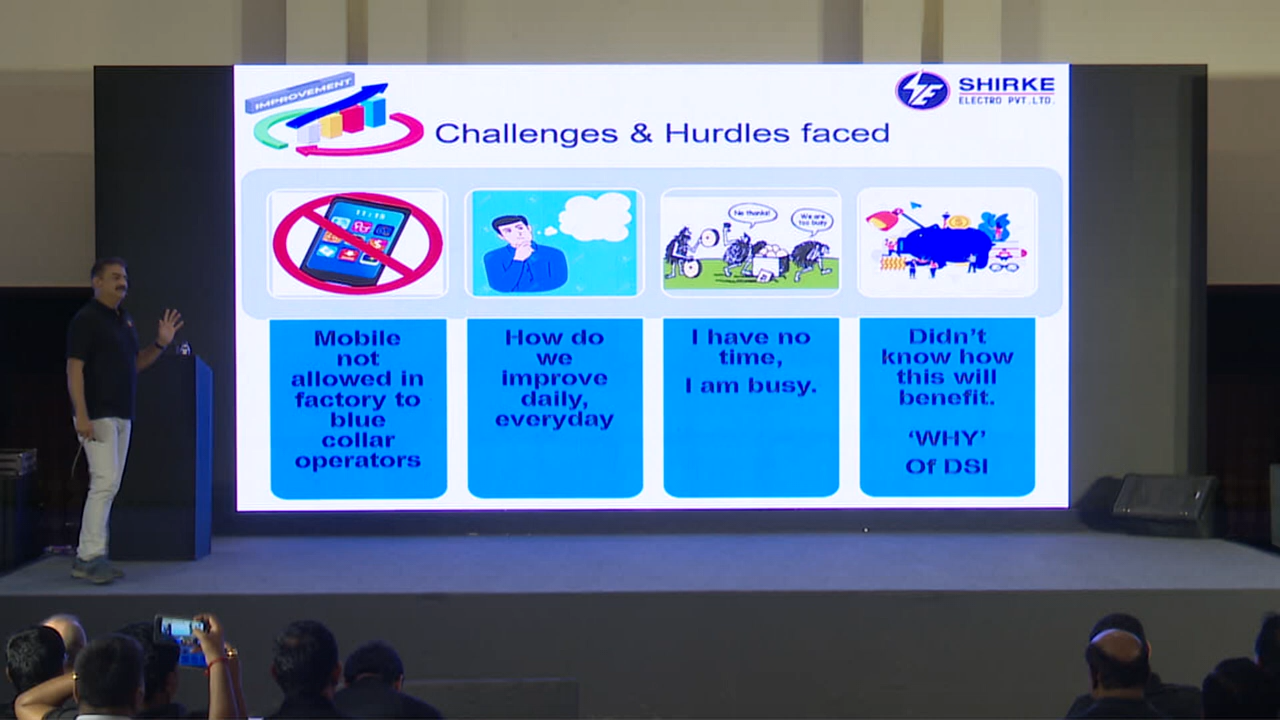 IMPROVEMENT
SHIRKE
ELECTRO PVT.LTD.
Challenges & Hurdles faced
11:10
No thanks!
We are
too busy
Mobile
not
allowed in
factory to
blue
collar
operators
How do
we
improve
daily,
everyday
I have no
time,
I am busy.
Didn't
know how
this will
benefit.
'WHY'
Of DSI